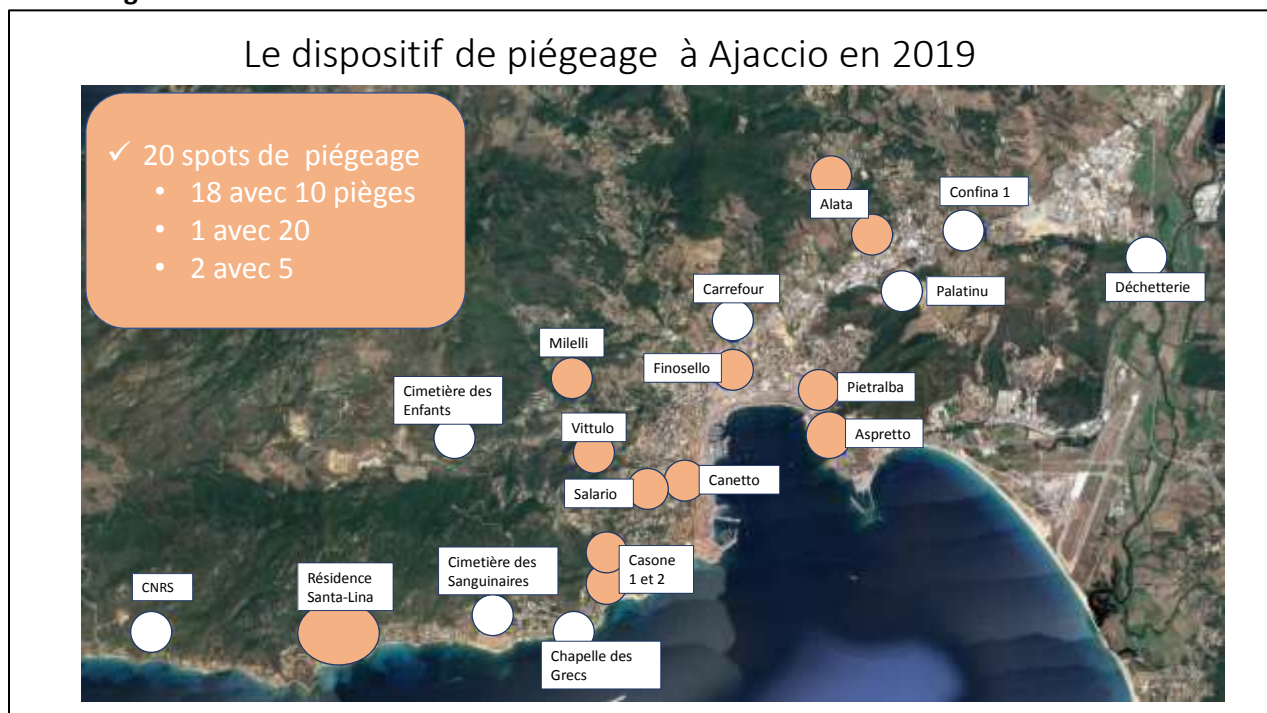 Le dispositif de piégeage à Ajaccio en 2019
✓ 20 spots de piégeage
• 18 avec 10 pièges
• 1 avec 20
• 2 avec 5
Alata
Confina 1
Carrefour
Palatinu
Déchetterie
Milelli
Finosello
Cimetière des
Enfants
Pietralba
Vittulo
Aspretto
Salario
Canetto
CNRS
Résidence
Santa-Lina
Cimetière des
Sanguinaires
Casone
1 et 2
Chapelle des
Grecs